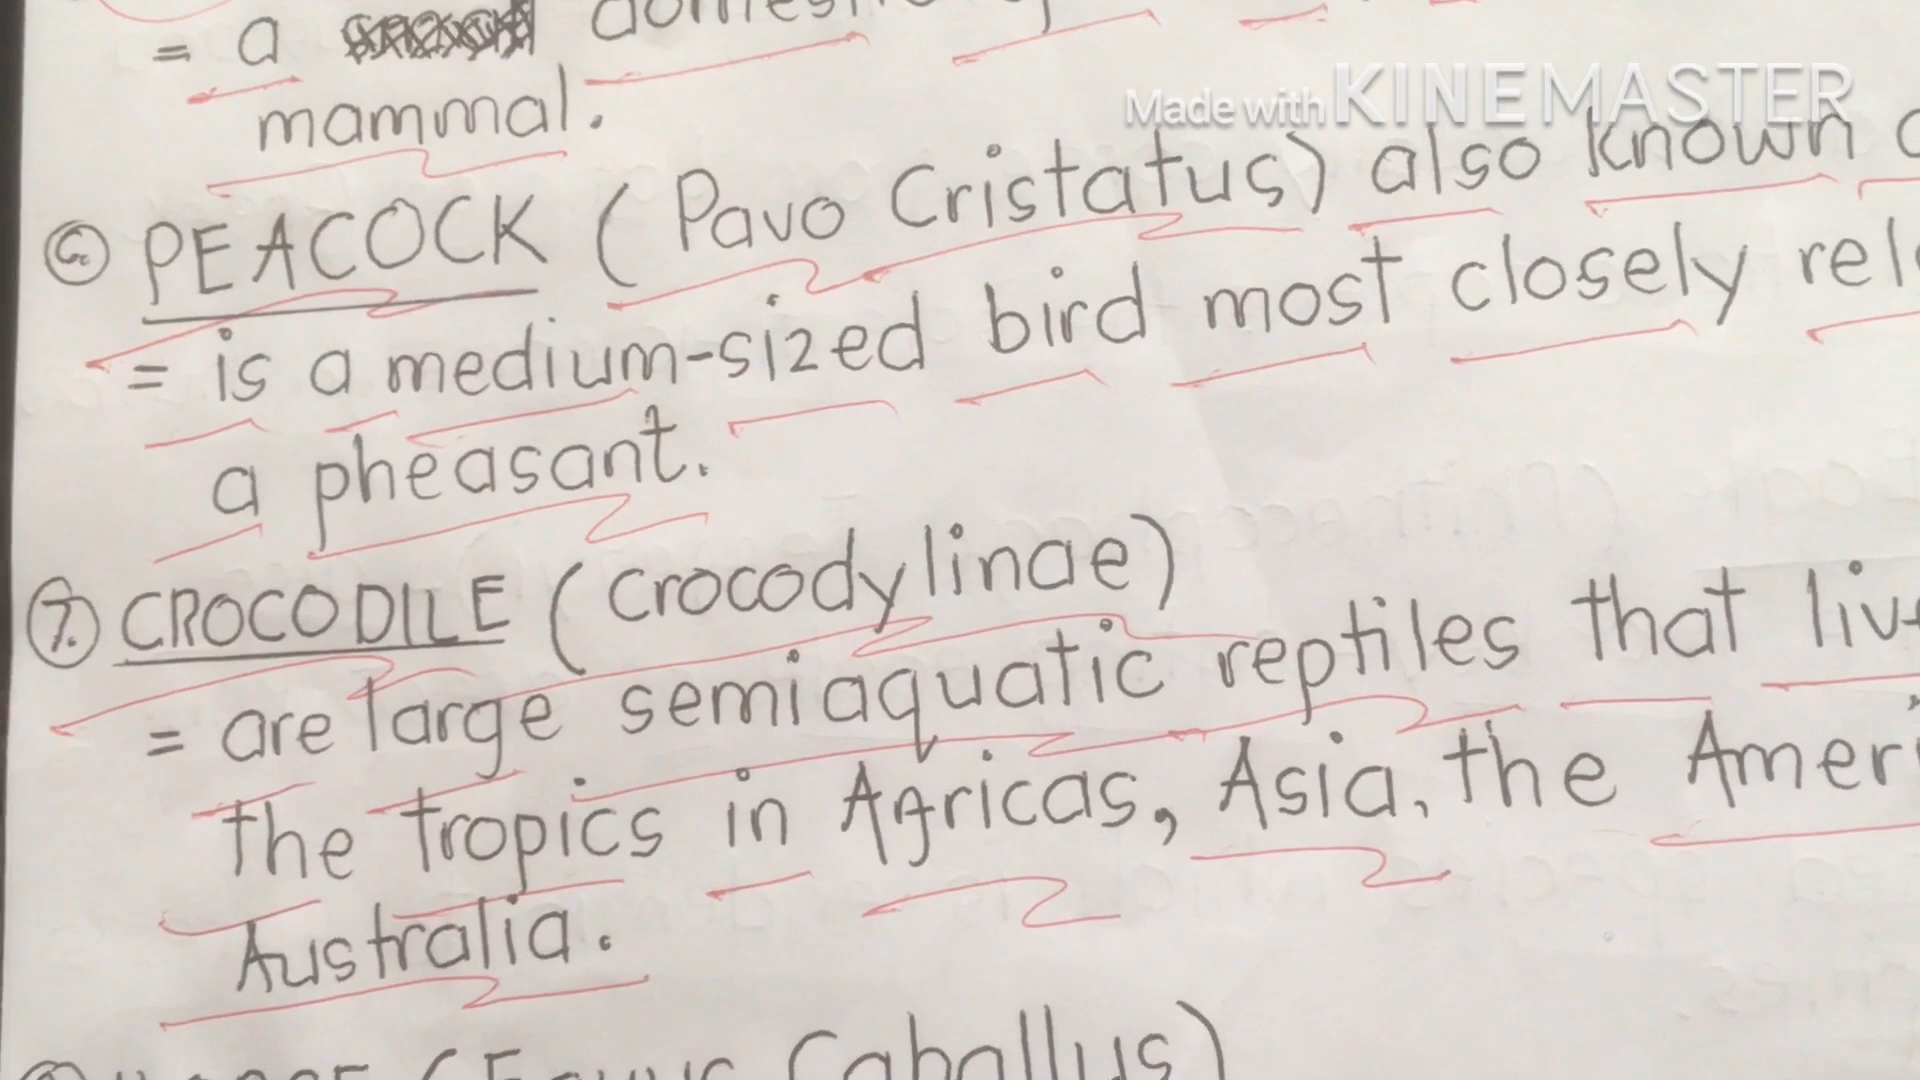 = a
mammal.
Made with KINEMASTER
6. PEACOCK (Pavo Cristatus) also known
= is a medium-sized bird most closely
a pheasant.
7. CROCODILE (Crocodylinae)
= are large semiaquatic reptiles that
the tropics in Agricas, Asia, the
Australia.
Caballus)